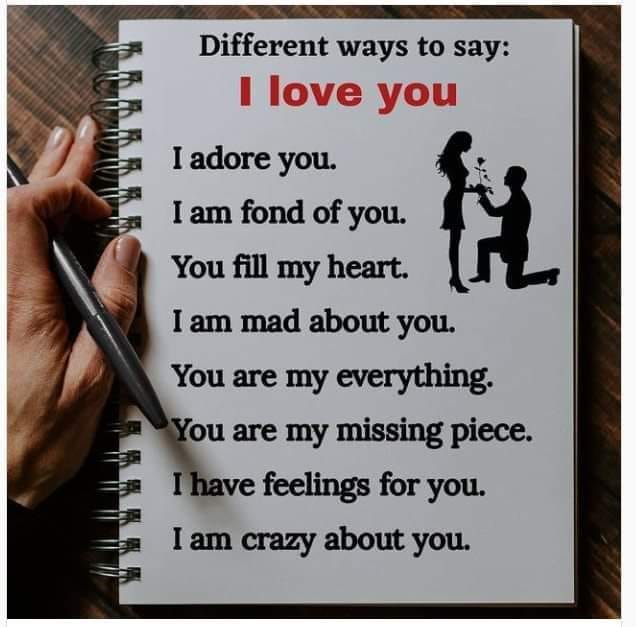 Different ways to say:
I love you
I adore you.
I am fond of you.
You fill my heart.
I am mad about you.
You are my everything.
You are my missing piece.
I have feelings for you.
I am crazy about you.